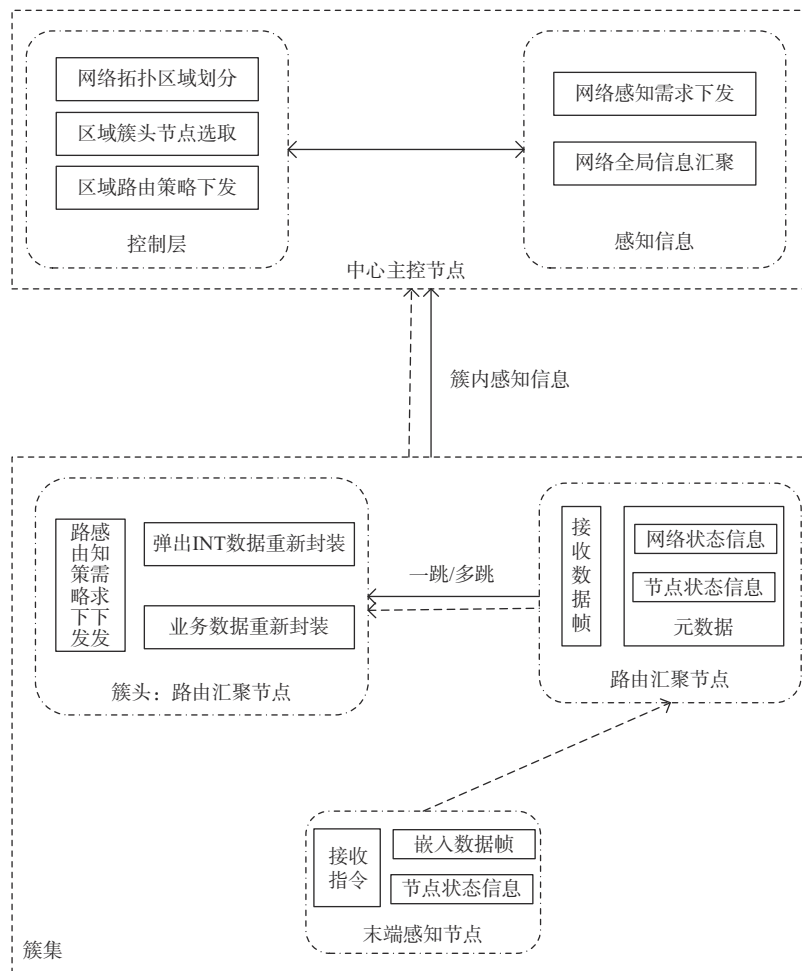 网络拓扑区域划分
区域簇头节点选取
区域路由策略下发
控制层
网络感知需求下发
网络全局信息汇聚
感知信息
中心主控节点
簇内感知信息
路由策略下发
感知需求下发
弹出INT数据重新封装
业务数据重新封装
簇头：路由汇聚节点
一跳/多跳
接收数据帧
网络状态信息
节点状态信息
元数据
路由汇聚节点
接收
指令
嵌入数据帧
节点状态信息
末端感知节点
簇集